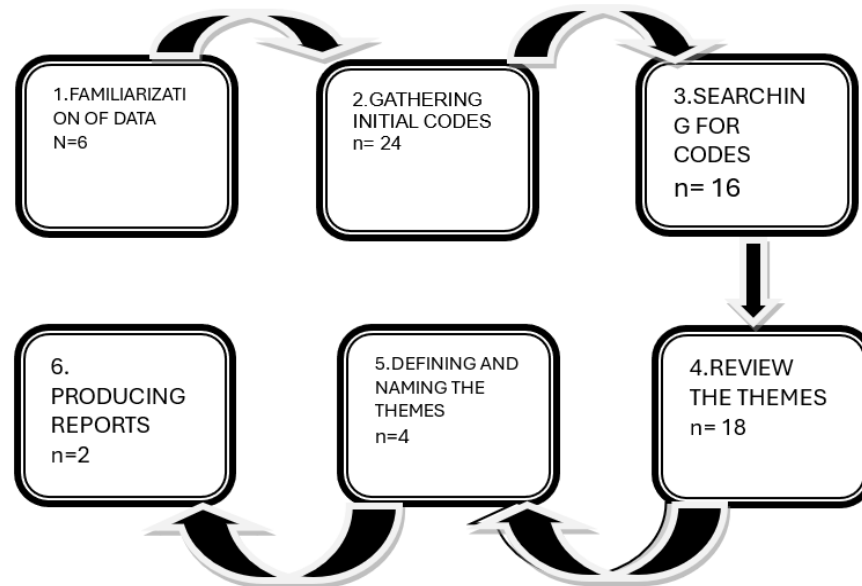 1.FAMILIARIZATI
ON OF DATA
N=6
2.GATHERING
INITIAL CODES
n= 24
3.SEARCHIN
G FOR
CODES
n= 16
4.REVIEW
THE THEMES
n= 18
5.DEFINING AND
NAMING THE
THEMES
n=4
6.
PRODUCING
REPORTS
n=2